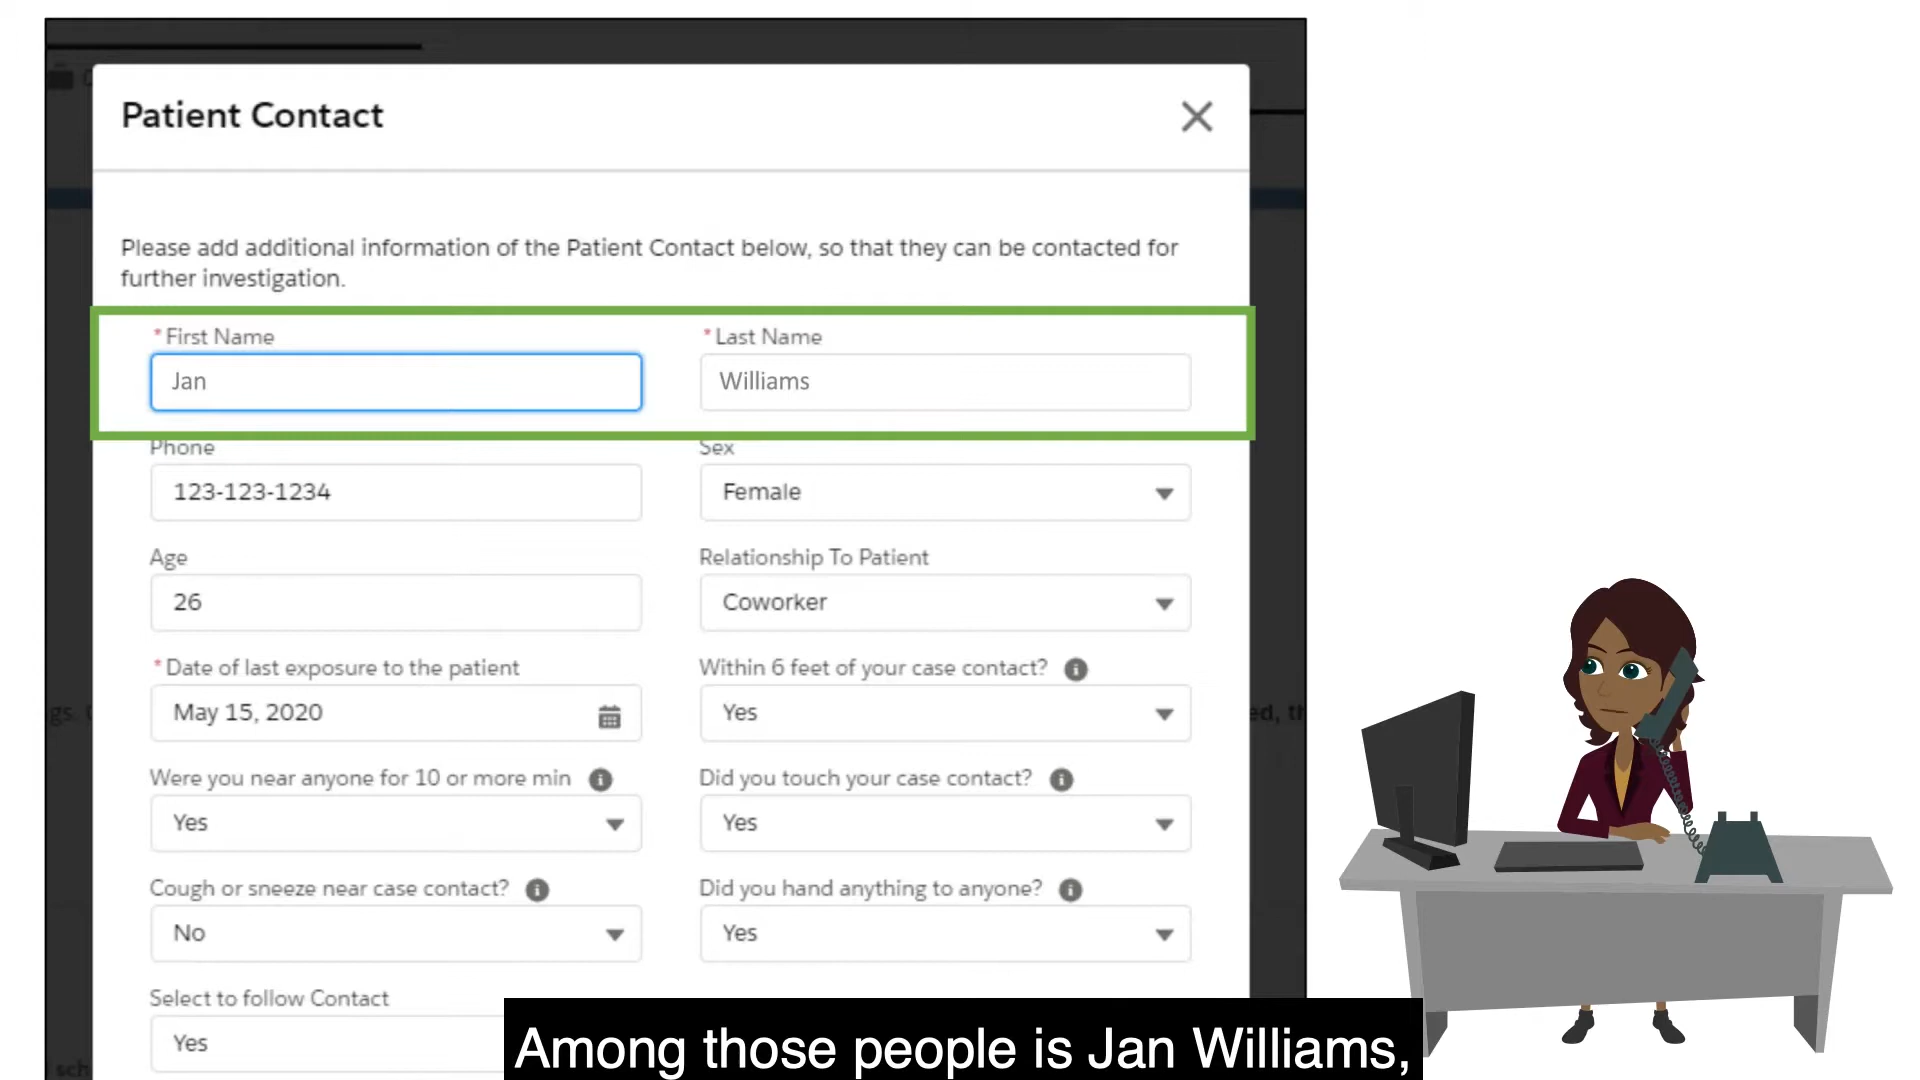 Patient Contact
Please add additional information of the Patient Contact below, so that they can be contacted for
further investigation.
*First Name
*Last Name
Jan
Williams
Phone
Sex
123-123-1234
Female
Age
Relationship To Patient
26
Coworker
*Date of last exposure to the patient
Within 6 feet of your case contact?
May 15, 2020
Yes
Were you near anyone for 10 or more min
Did you touch your case contact?
Yes
Yes
Cough or sneeze near case contact?
Did you hand anything to anyone?
No
Yes
Select to follow Contact
Yes
Among those people is Jan Williams,